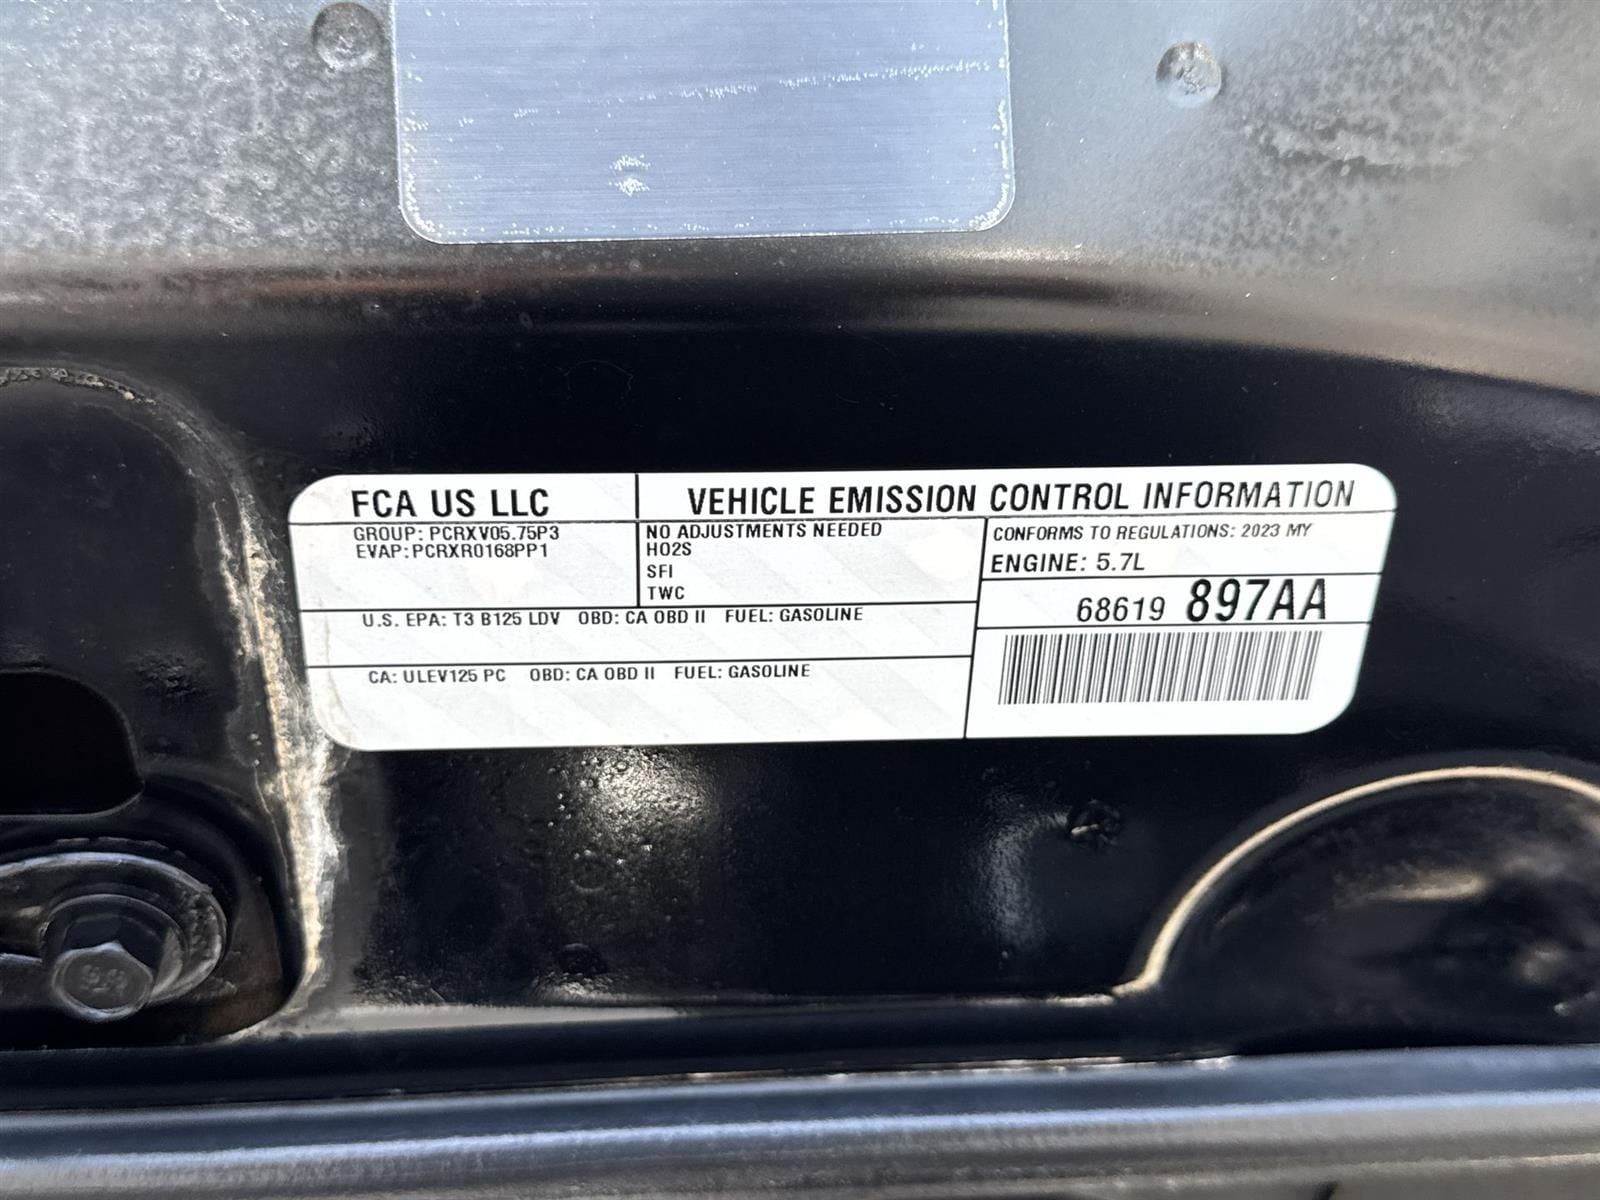 FCA US LLC
VEHICLE EMISSION CONTROL INFORMATION
GROUP: PCRXV05.75P3
EVAP: PCRXR0168PP1
NO ADJUSTMENTS NEEDED
HO2S
SFI
TWC
CONFORMS TO REGULATIONS: 2023 MY
ENGINE: 5.7L
68619 897AA
U.S. EPA: T3 B125 LDV OBD: CA OBD II FUEL: GASOLINE
CA: ULEV125 PC OBD: CA OBD II FUEL: GASOLINE